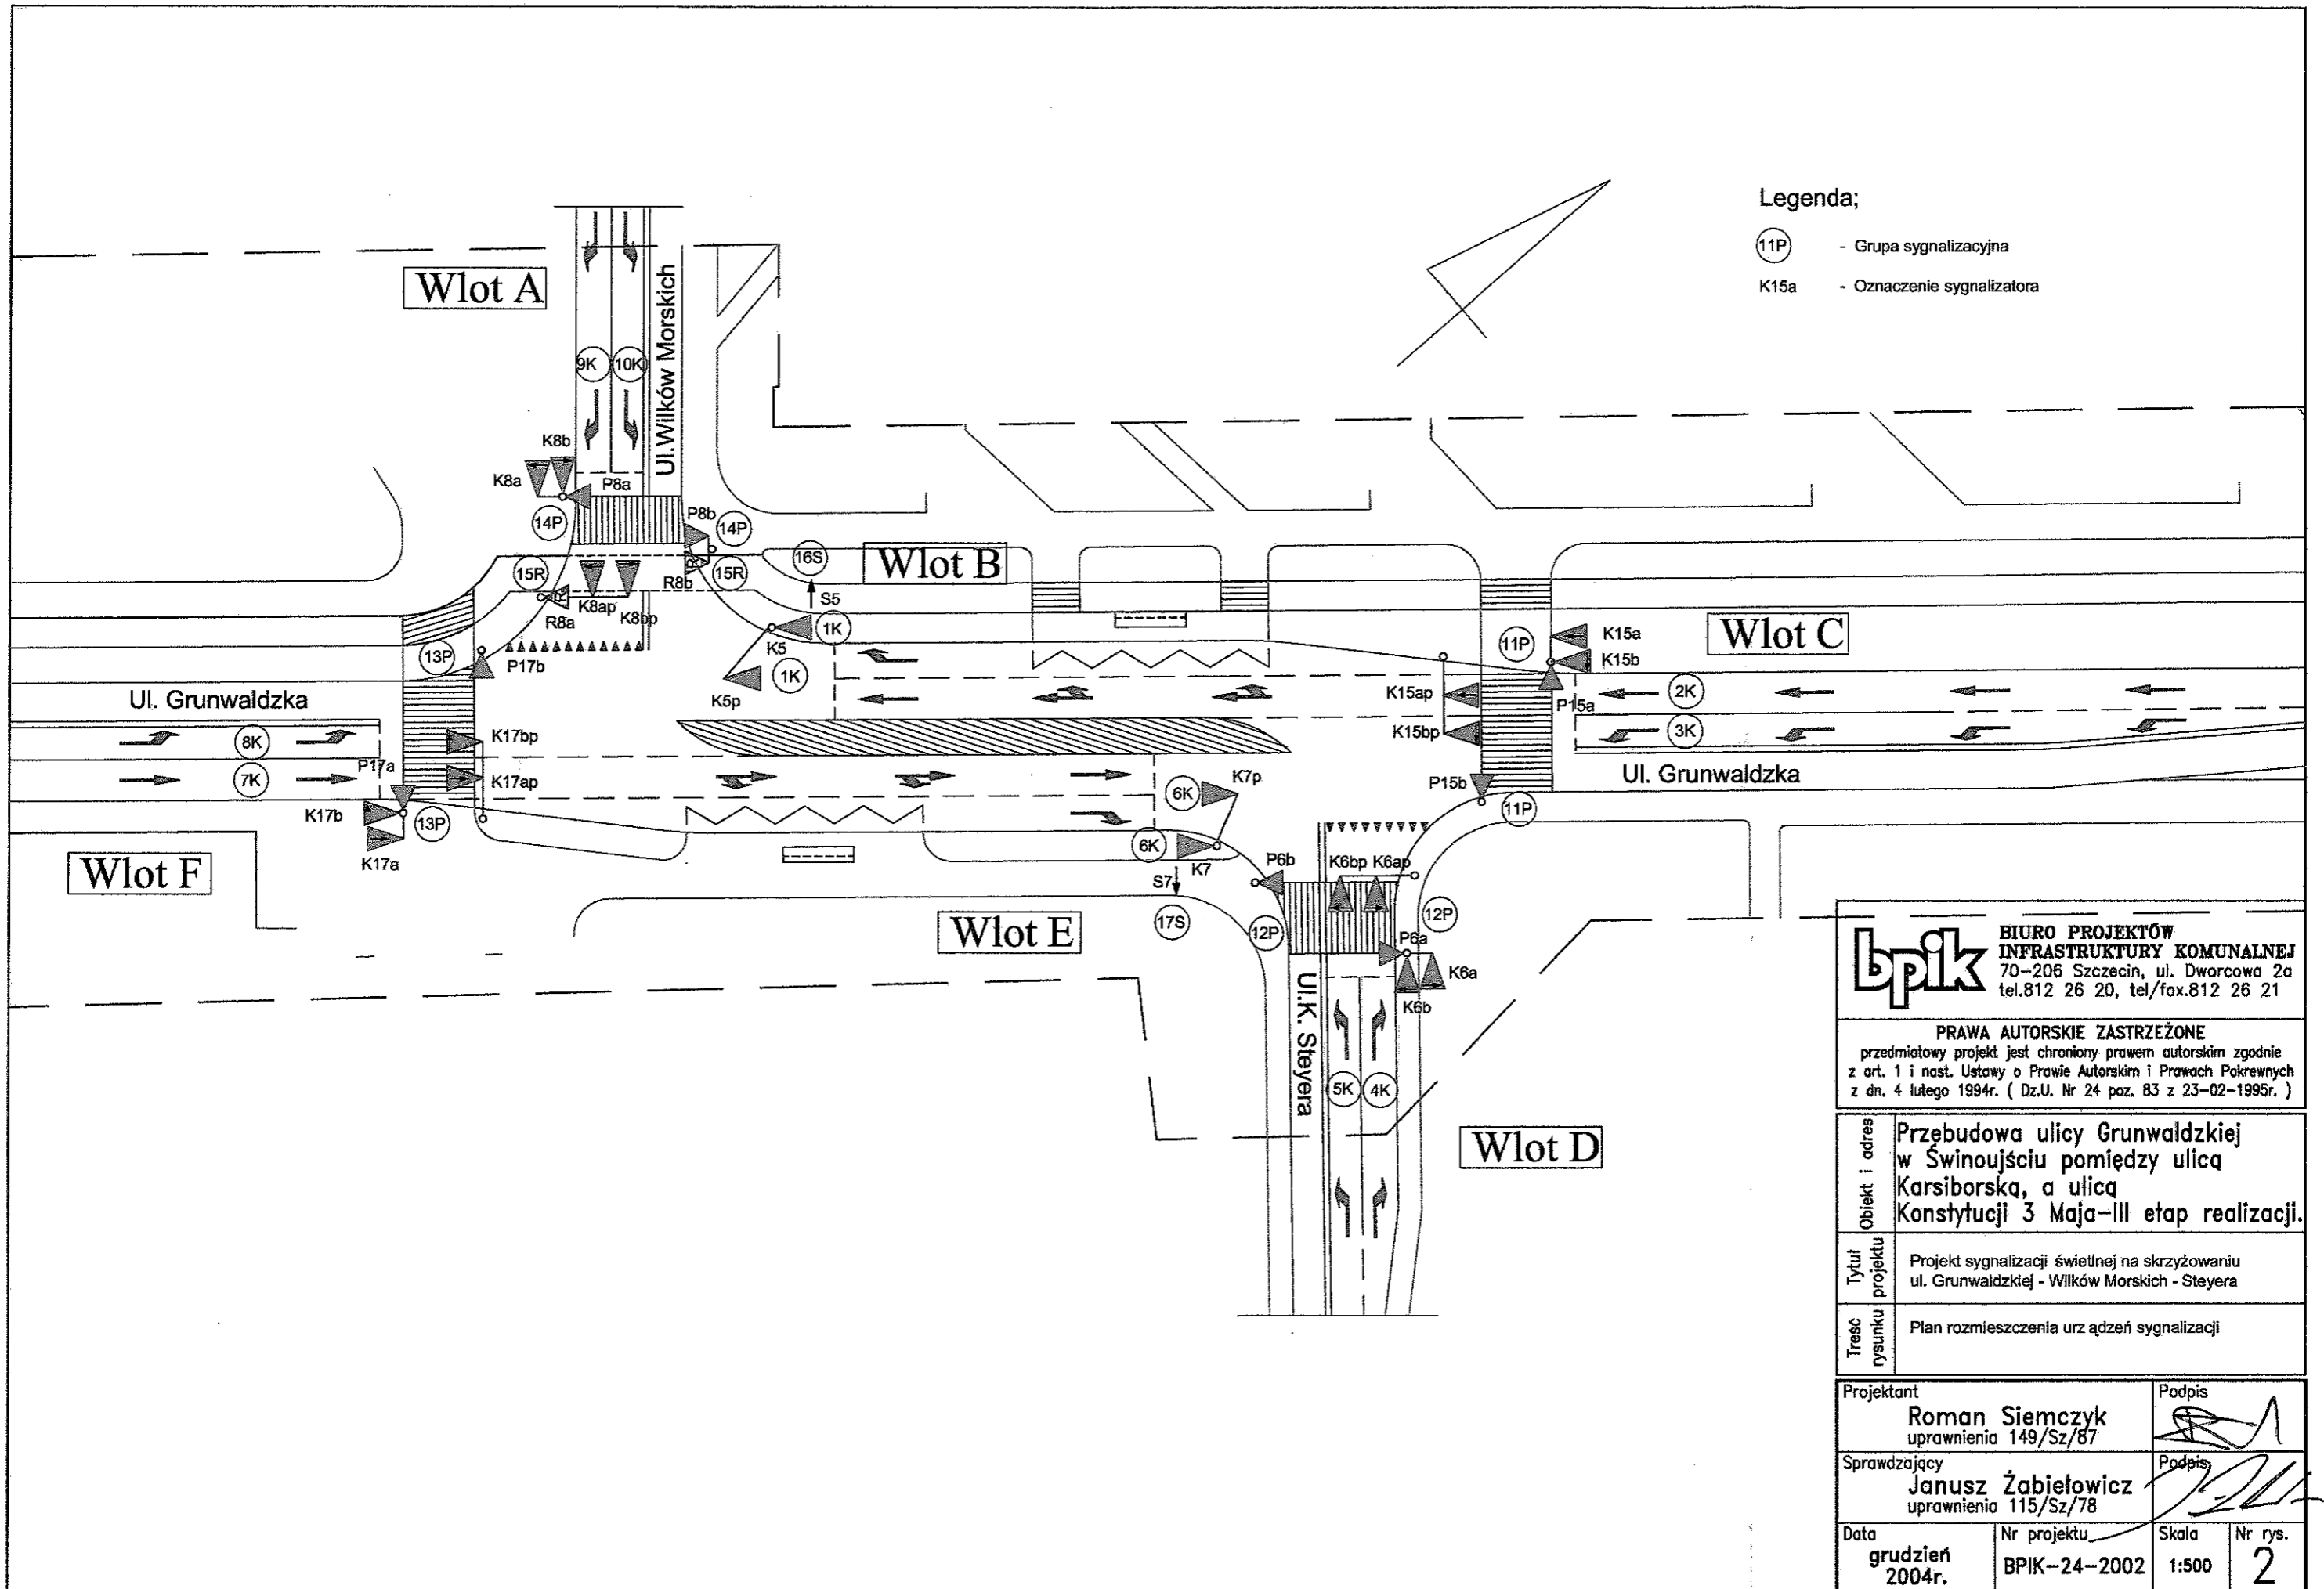 Legenda;
11P - Grupa sygnalizacyjna
K15a - Oznaczenie sygnalizatora
Wlot A
Ul.Wilków Morskich
9K 10K
K8b
K8a
P8a
14P
P8b
14P
16S
Wlot B
15R
R8b
15R
K8ap
R8a
K8bp
S5
1K
K5
1K
K5p
13P
P17b
Ul. Grunwaldzka
8K
7K
P17a
K17bp
K17ap
K17b
13P
K17a
Wlot F
11P
K15a
K15b
Wlot C
K15ap
P15a
2K
K15bp
3K
P15b
Ul. Grunwaldzka
11P
6K
K7p
6K
K7
S7
17S
Wlot E
P6b
K6bp K6ap
12P
12P
P6a
K6a
K6b
Ul.K. Steyera
5K 4K
Wlot D
bpik
BIURO PROJEKTÓW
INFRASTRUKTURY KOMUNALNEJ
70-206 Szczecin, ul. Dworcowa 2a
tel.812 26 20, tel/fax.812 26 21
PRAWA AUTORSKIE ZASTRZEŻONE
przedmiotowy projekt jest chroniony prawem autorskim zgodnie
z art. 1 i nast. Ustawy o Prawie Autorskim i Prawach Pokrewnych
z dn. 4 lutego 1994r. ( Dz.U. Nr 24 poz. 83 z 23-02-1995r. )
Obiekt i adres
Przebudowa ulicy Grunwaldzkiej
w Świnoujściu pomiędzy ulicą
Karsiborską, a ulicą
Konstytucji 3 Maja-III etap realizacji.
Tytuł projektu
Projekt sygnalizacji świetlnej na skrzyżowaniu
ul. Grunwaldzkiej - Wilków Morskich - Steyera
Treść rysunku
Plan rozmieszczenia urz ądzeń sygnalizacji
Projektant
Roman Siemczyk
uprawnienia 149/Sz/87
Podpis
Sprawdzający
Janusz Żabiełowicz
uprawnienia 115/Sz/78
Podpis
Data
grudzień
2004r.
Nr projektu
BPIK-24-2002
Skala
1:500
Nr rys.
2